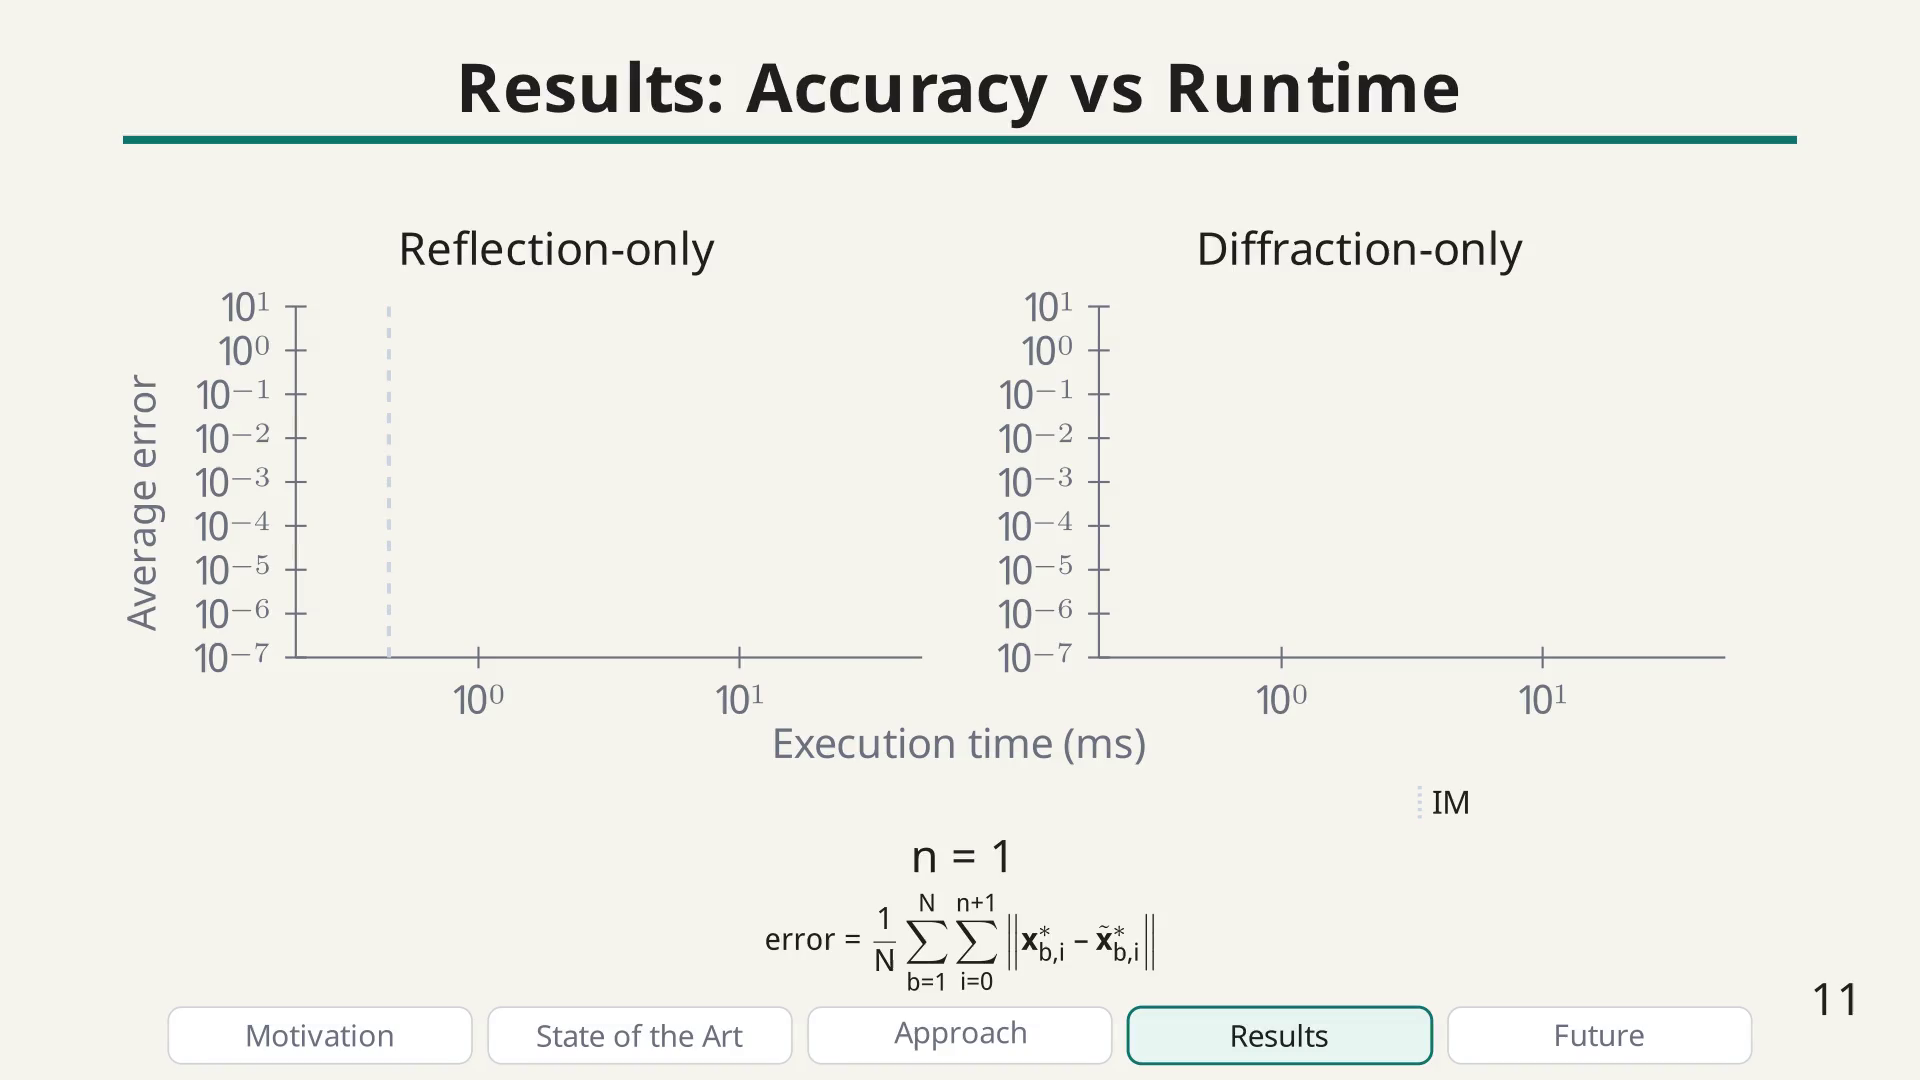 Results: Accuracy vs Runtime
Reflection-only
Diffraction-only
Average error
10¹
10⁰
10⁻¹
10⁻²
10⁻³
10⁻⁴
10⁻⁵
10⁻⁶
10⁻⁷
10⁰ 10¹
10¹
10⁰
10⁻¹
10⁻²
10⁻³
10⁻⁴
10⁻⁵
10⁻⁶
10⁻⁷
10⁰ 10¹
Execution time (ms)
IM
n = 1
error = 1/N ∑_{b=1}^{N} ∑_{i=0}^{n+1} ‖x*_{b,i} – x̃*_{b,i}‖
11
Motivation
State of the Art
Approach
Results
Future